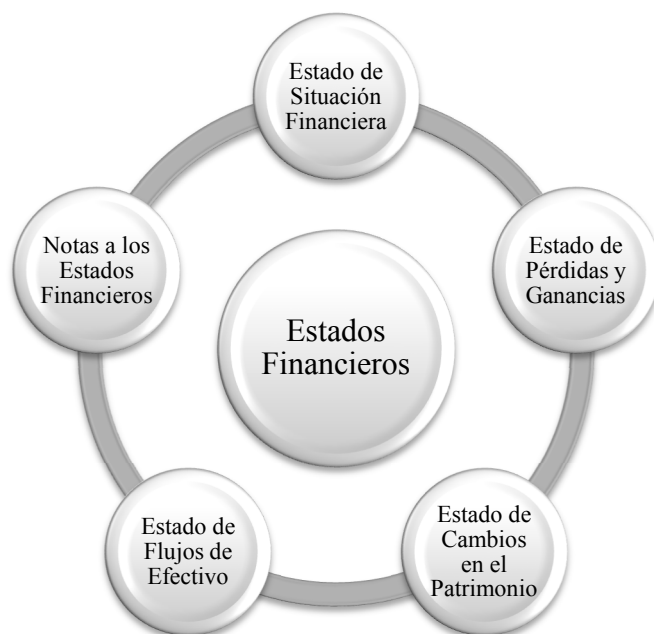 Estado de
Situación
Financiera
Notas a los
Estados
Financieros
Estado de
Pérdidas y
Ganancias
Estados
Financieros
Estado de
Flujos de
Efectivo
Estado de
Cambios
en el
Patrimonio